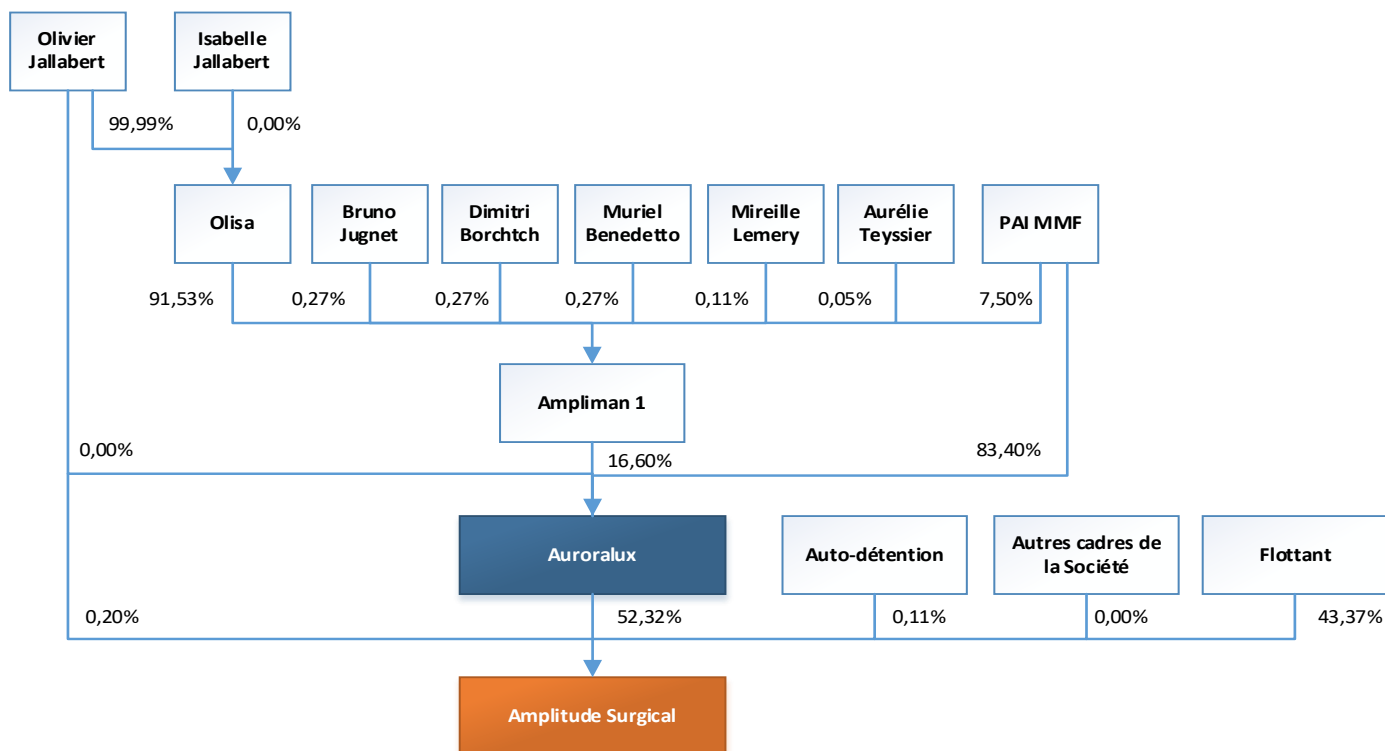 Olivier
Jallabert
Isabelle
Jallabert
99,99%
0,00%
Olisa
Bruno
Jugnet
Dimitri
Borchtch
Muriel
Benedetto
Mireille
Lemery
Aurélie
Teyssier
PAI MMF
91,53%
0,27%
0,27%
0,27%
0,11%
0,05%
7,50%
Ampliman 1
0,00%
16,60%
83,40%
Auroralux
Auto-détention
Autres cadres de
la Société
Flottant
0,20%
52,32%
0,11%
0,00%
43,37%
Amplitude Surgical